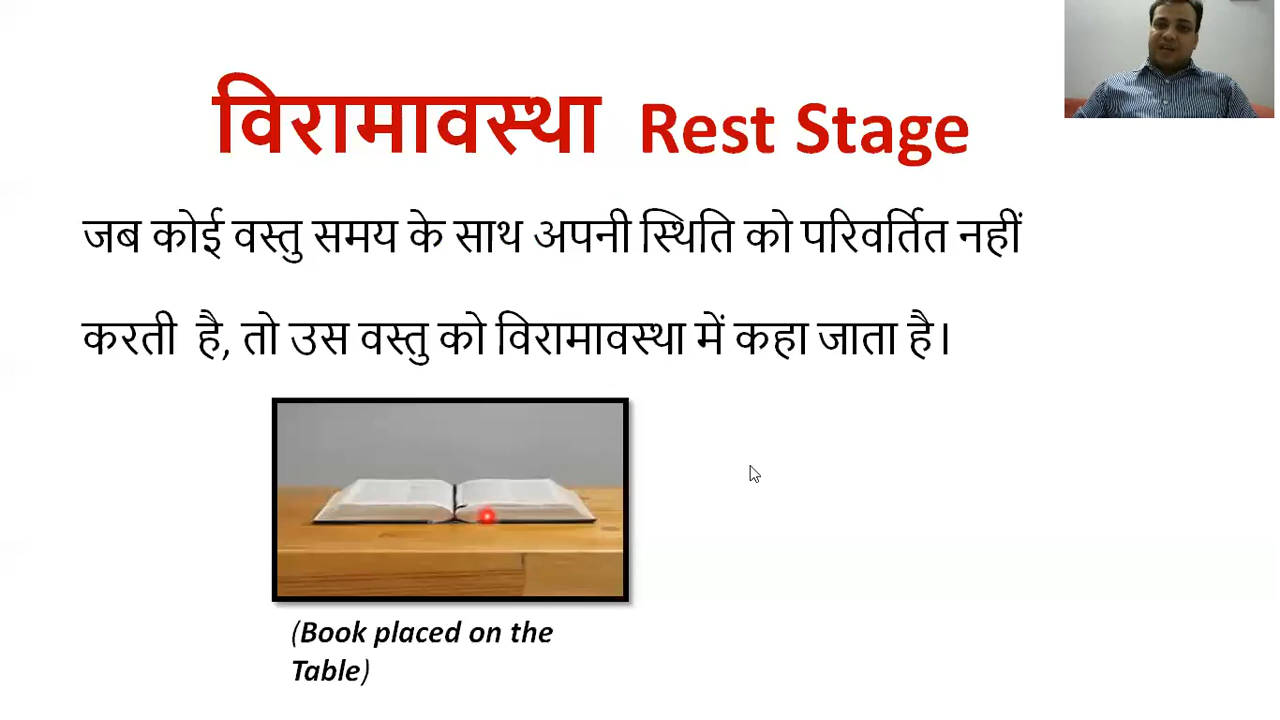 विरामावस्था Rest Stage
जब कोई वस्तु समय के साथ अपनी स्थिति को परिवर्तित नहीं
करती है, तो उस वस्तु को विरामावस्था में कहा जाता है।
(Book placed on the
Table)